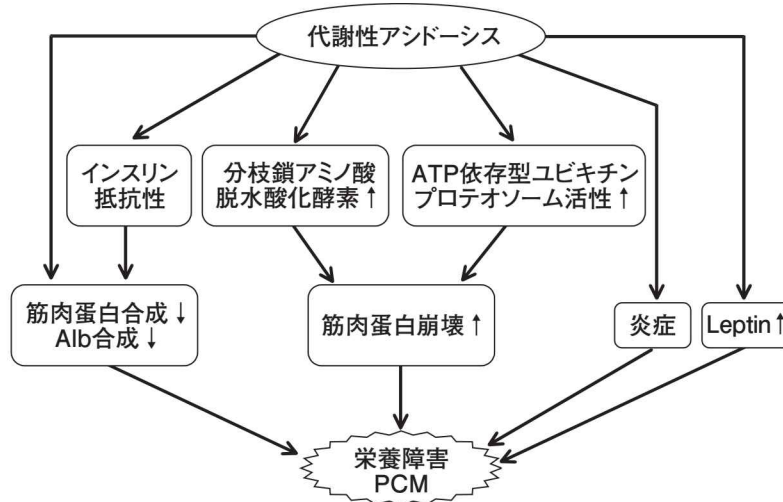 代謝性アシドーシス
インスリン
抵抗性
分枝鎖アミノ酸
脱水酸化酵素↑
ATP依存型ユビキチン
プロテオソーム活性↑
筋肉蛋白合成↓
Alb合成↓
筋肉蛋白崩壊↑
炎症
Leptin↑
栄養障害
PCM